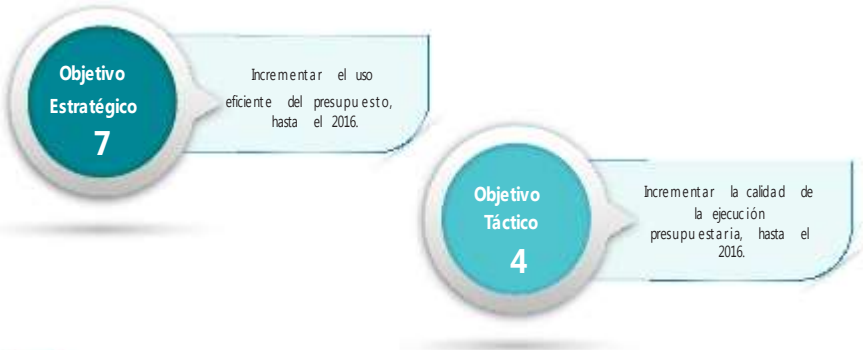 Objetivo
Estratégico
7
Incrementar el uso
eficiente del presupuesto,
hasta el 2016.
Objetivo
Táctico
4
Incrementar la calidad de
la ejecución
presupuestaria, hasta el
2016.